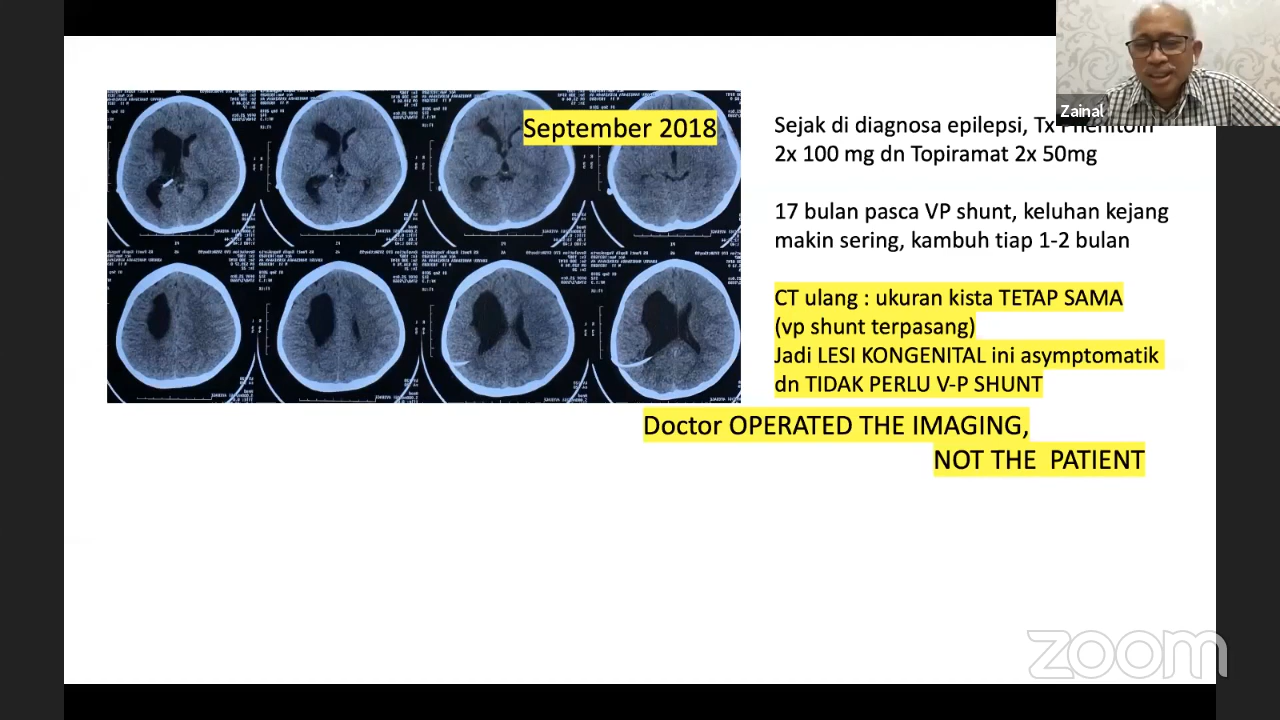 Zainal
September 2018
Sejak di diagnosa epilepsi, Tx Phenitoin
2x 100 mg dn Topiramat 2x 50mg
17 bulan pasca VP shunt, keluhan kejang
makin sering, kambuh tiap 1-2 bulan
CT ulang : ukuran kista TETAP SAMA
(vp shunt terpasang)
Jadi LESI KONGENITAL ini asymptomatik
dn TIDAK PERLU V-P SHUNT
Doctor OPERATED THE IMAGING,
NOT THE PATIENT
zoom